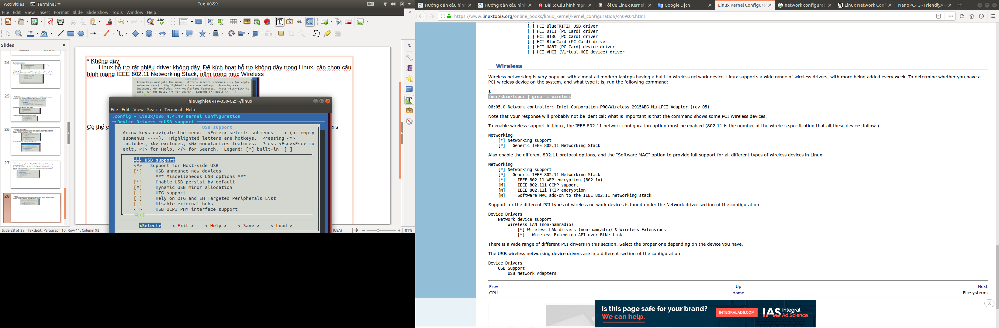 Activities
Terminal
Tue 00:59
File Edit View Insert Format Slide Slide Show Tools Window Help
Slides
24
25
26
27
28
* Không dây
Linux hỗ trợ rất nhiều driver không dây. Để kích hoạt hỗ trợ không dây trong Linux, cần chọn cấu
hình mạng IEEE 802.11 Networking Stack, nằm trong mục Wireless
Wireless
Arrow keys navigate the menu. <Enter> selects submenus ---> (or empty
submenus ----). Highlighted letters are hotkeys. Pressing <Y>
includes, <N> excludes, <M> modularizes features. Press <Esc><Esc> to
exit, <?> for Help, </> for Search. Legend: [*] built-in [ ]
Có thể c
ers
hieu@hieu-HP-350-G2: ~/linux
File Edit View Search Terminal Help
.config - Linux/x86 4.4.49 Kernel Configuration
→Device Drivers →USB support
USB support
Arrow keys navigate the menu. <Enter> selects submenus ---> (or empty
submenus ----). Highlighted letters are hotkeys. Pressing <Y>
includes, <N> excludes, <M> modularizes features. Press <Esc><Esc> to
exit, <?> for Help, </> for Search. Legend: [*] built-in [ ]
--- USB support
<*> Support for Host-side USB
[*] USB announce new devices
*** Miscellaneous USB options ***
[*] Enable USB persist by default
[*] Dynamic USB minor allocation
[ ] OTG support
[ ] Rely on OTG and EH Targeted Peripherals List
[ ] Disable external hubs
< > USB ULPI PHY interface support
↓(+)
<Select> < Exit > < Help > < Save > < Load >
Slide 28 of 29 TextEdit: Paragraph 10, Row 11, Column 92
(USA)
81%
Hướng dẫn cấu hìn
Hướng dẫn cấu hìn
Bài 6: Cấu hình mạn
Tối ưu Linux Kernel
Google Dịch
Linux Kernel Configura
network configurat
Linux Network Conf
NanoPC-T3 - FriendlyAR
https://www.linuxtopia.org/online_books/linux_kernel/kernel_configuration/ch09s04.html
[ ] HCI BlueFRITZ! USB driver
[ ] HCI DTL1 (PC Card) driver
[ ] HCI BT3C (PC Card) driver
[ ] HCI BlueCard (PC Card) driver
[ ] HCI UART (PC Card) device driver
[ ] HCI VHCI (Virtual HCI device) driver
Wireless
Wireless networking is very popular, with almost all modern laptops having a built-in wireless network device. Linux supports a wide range of wireless drivers, with more being added every week. To determine whether you have a
PCI wireless device on the system, and what type it is, run the following command:
$
/usr/sbin/lspci | grep -i wireless
06:05.0 Network controller: Intel Corporation PRO/Wireless 2915ABG MiniPCI Adapter (rev 05)
Note that your response will probably not be identical; what is important is that the command shows some PCI Wireless devices.
To enable wireless support in Linux, the IEEE 802.11 network configuration option must be enabled (802.11 is the number of the wireless specification that all these devices follow.)
Networking
[*] Networking support
[*] Generic IEEE 802.11 Networking Stack
Also enable the different 802.11 protocol options, and the "Software MAC" option to provide full support for all different types of wireless devices in Linux:
Networking
[*] Networking support
[*] Generic IEEE 802.11 Networking Stack
[*] IEEE 802.11 WEP encryption (802.1x)
[M] IEEE 802.11i CCMP support
[M] IEEE 802.11i TKIP encryption
[M] Software MAC add-on to the IEEE 802.11 networking stack
Support for the different PCI types of wireless network devices is found under the Network driver section of the configuration:
Device Drivers
Network device support
Wireless LAN (non-hamradio)
[*] Wireless LAN drivers (non-hamradio) & Wireless Extensions
[*] Wireless Extension API over RtNetlink
There is a wide range of different PCI drivers in this section. Select the proper one depending on the device you have.
The USB wireless networking device drivers are in a different section of the configuration:
Device Drivers
USB Support
USB Network Adapters
Prev
Up
Next
CPU
Home
Filesystems
X
Is this page safe for your brand?
We can help.
INTEGRALADS.COM
IAS Integral
Ad Science